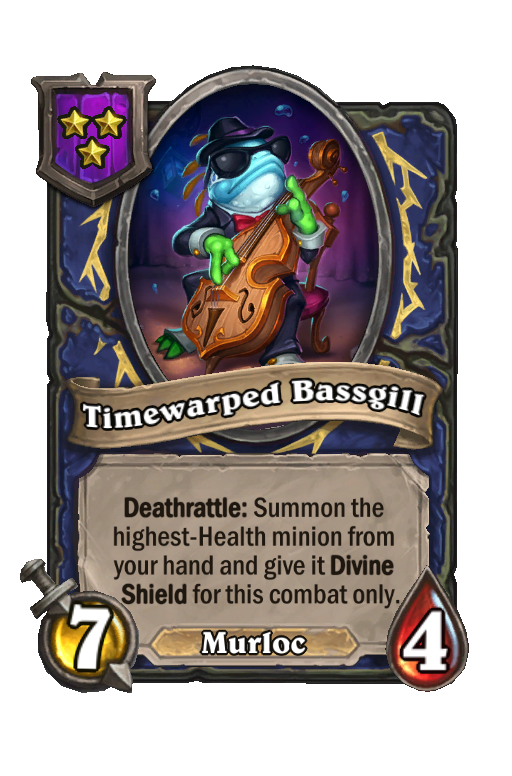 Timewarped Bassgill
Deathrattle: Summon the
highest-Health minion from
your hand and give it Divine
Shield for this combat only.
7
Murloc
4